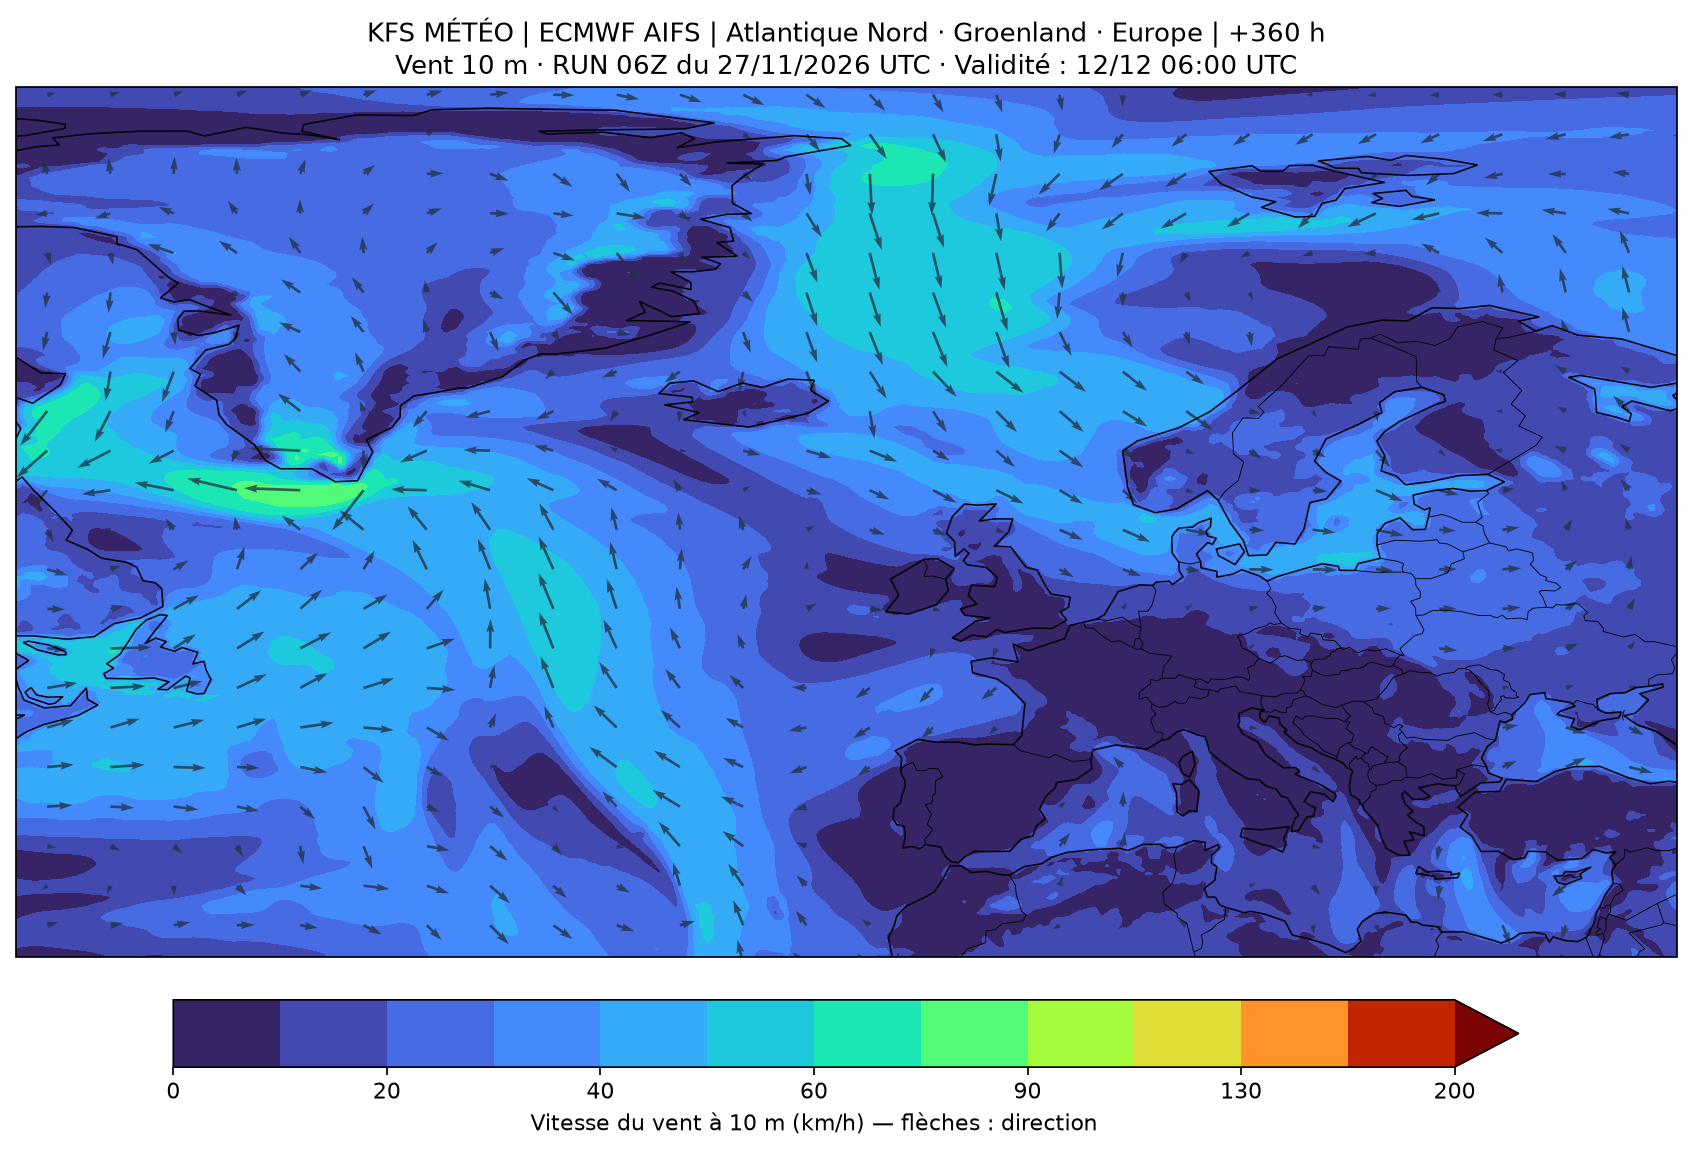 KFS MÉTÉO | ECMWF AIFS | Atlantique Nord · Groenland · Europe | +360 h
Vent 10 m · RUN 06Z du 27/11/2026 UTC · Validité : 12/12 06:00 UTC
0 20 40 60 90 130 200
Vitesse du vent à 10 m (km/h) — flèches : direction